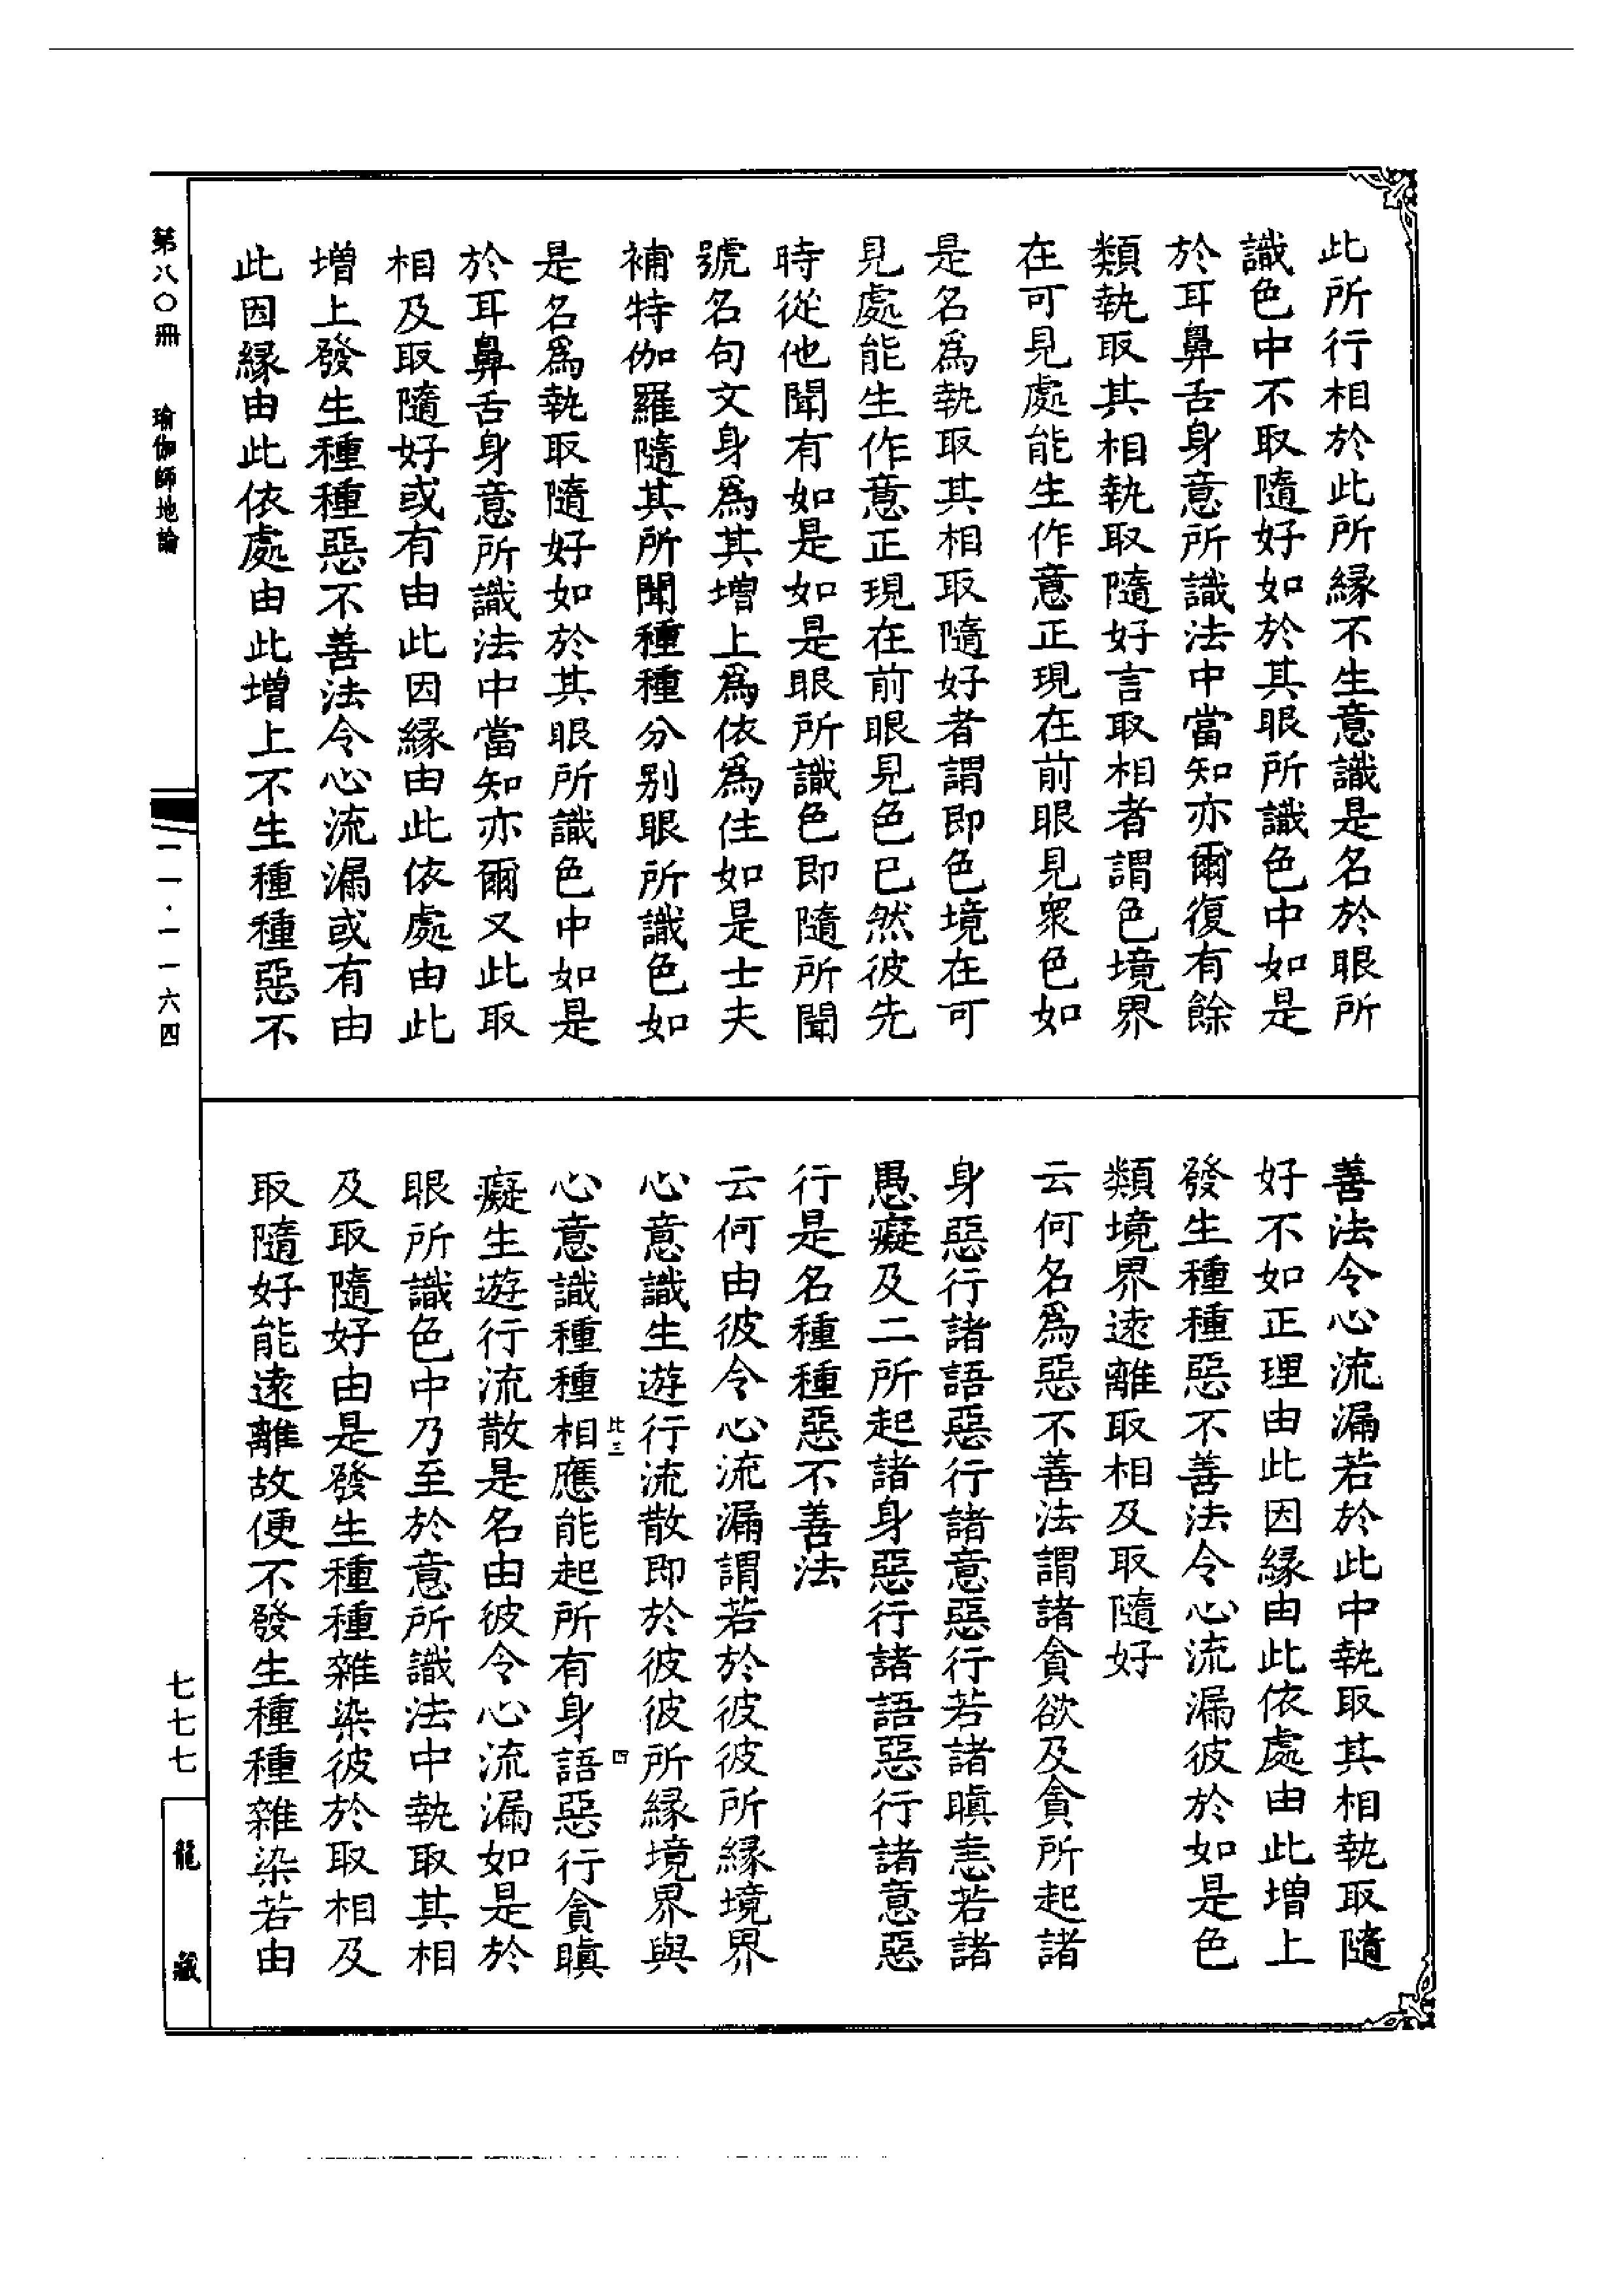 此所行相於此所緣不生意識是名於眼所
識色中不取隨好如於其眼所識色中如是
於耳鼻舌身意所識法中當知亦爾復有餘
類執取其相執取隨好言取相者謂色境界
在可見處能生作意正現在前眼見衆色如
是名爲執取其相取隨好者謂即色境在可
見處能生作意正現在前眼見色已然彼先
時從他聞有如是如是眼所識色即隨所聞
號名句文身爲其增上爲依爲住如是士夫
補特伽羅隨其所聞種種分别眼所識色如
是名爲執取隨好如於其眼所識色中如是
於耳鼻舌身意所識法中當知亦爾又此取
相及取隨好或有由此因緣由此依處由此
增上發生種種惡不善法令心流漏或有由
此因緣由此依處由此增上不生種種惡不
善法令心流漏若於此中執取其相執取隨
好不如正理由此因緣由此依處由此增上
發生種種惡不善法令心流漏彼於如是色
類境界遠離取相及取隨好
云何名爲惡不善法謂諸貪欲及貪所起諸
身惡行諸語惡行諸意惡行若諸瞋恚若諸
愚癡及二所起諸身惡行諸語惡行諸意惡
行是名種種惡不善法
云何由彼令心流漏謂若於彼彼所緣境界
心意識生遊行流散即於彼彼所緣境界與
心意識種種相應能起所有身語惡行貪瞋
比三
四
癡生遊行流散是名由彼令心流漏如是於
眼所識色中乃至於意所識法中執取其相
及取隨好由是發生種種雜染彼於取相及
取隨好能遠離故便不發生種種雜染若由
第八〇冊
瑜伽師地論
一一·一一六四
七七七
龍藏